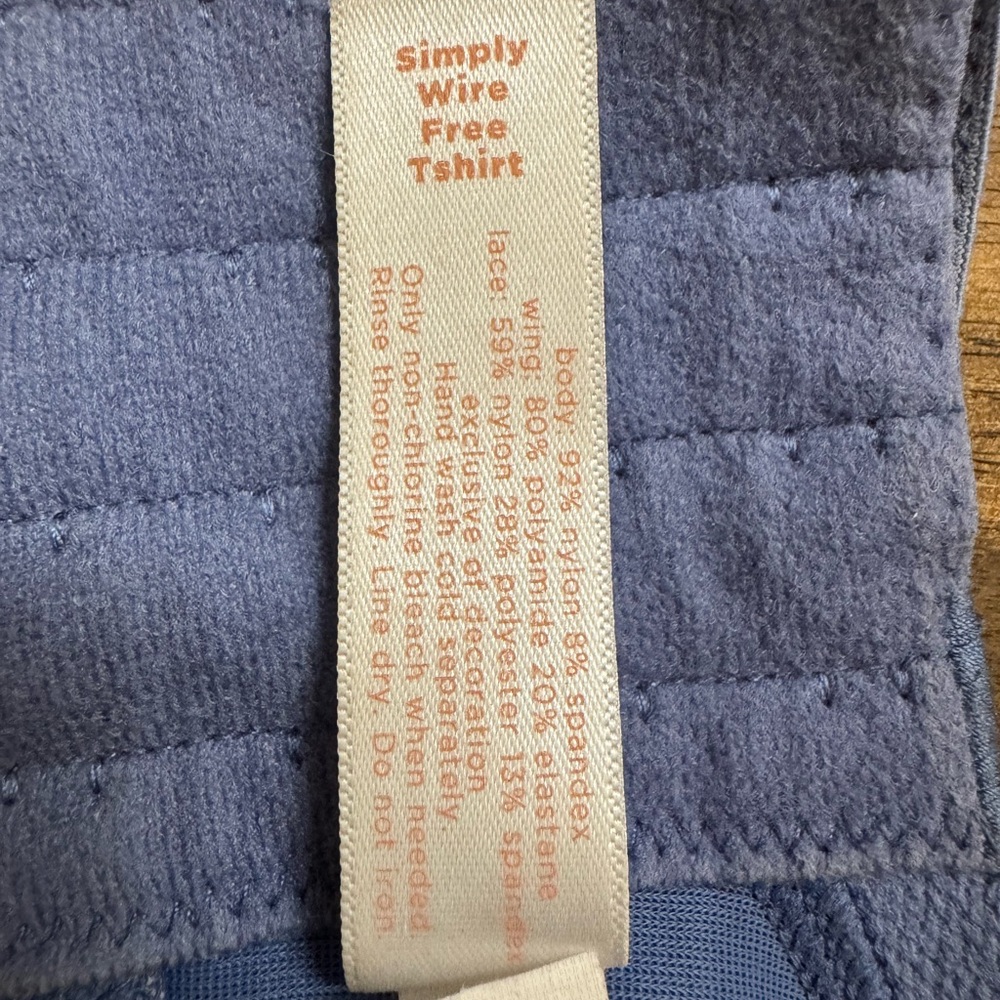 Simply
Wire
Free
Tshirt
body: 92% nylon 8% spandex
wing: 80% polyamide 20% elastane
lace: 59% nylon 28% polyester 13% spandex
exclusive of decoration
Hand wash cold separately.
Only non-chlorine bleach when needed.
Rinse thoroughly. Line dry. Do not iron.